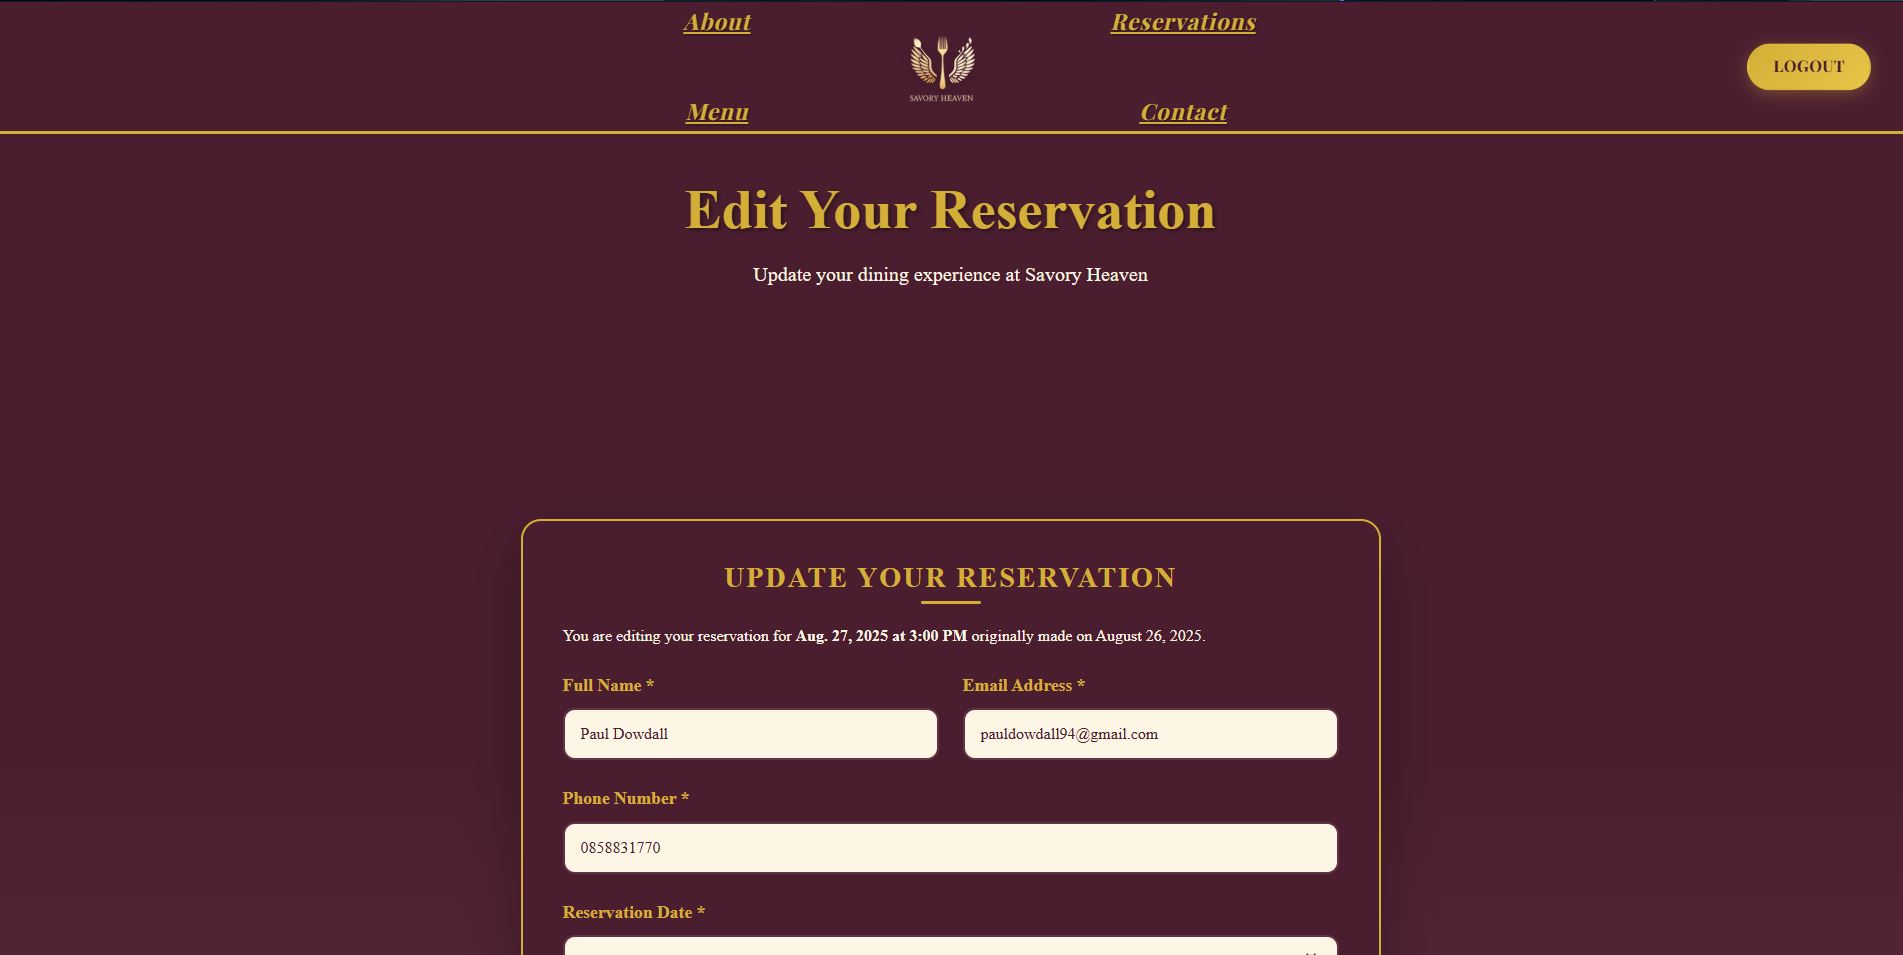 About
Reservations
SAVORY HEAVEN
LOGOUT
Menu
Contact
Edit Your Reservation
Update your dining experience at Savory Heaven
UPDATE YOUR RESERVATION
You are editing your reservation for Aug. 27, 2025 at 3:00 PM originally made on August 26, 2025.
Full Name *
Email Address *
Paul Dowdall
pauldowdall94@gmail.com
Phone Number *
0858831770
Reservation Date *